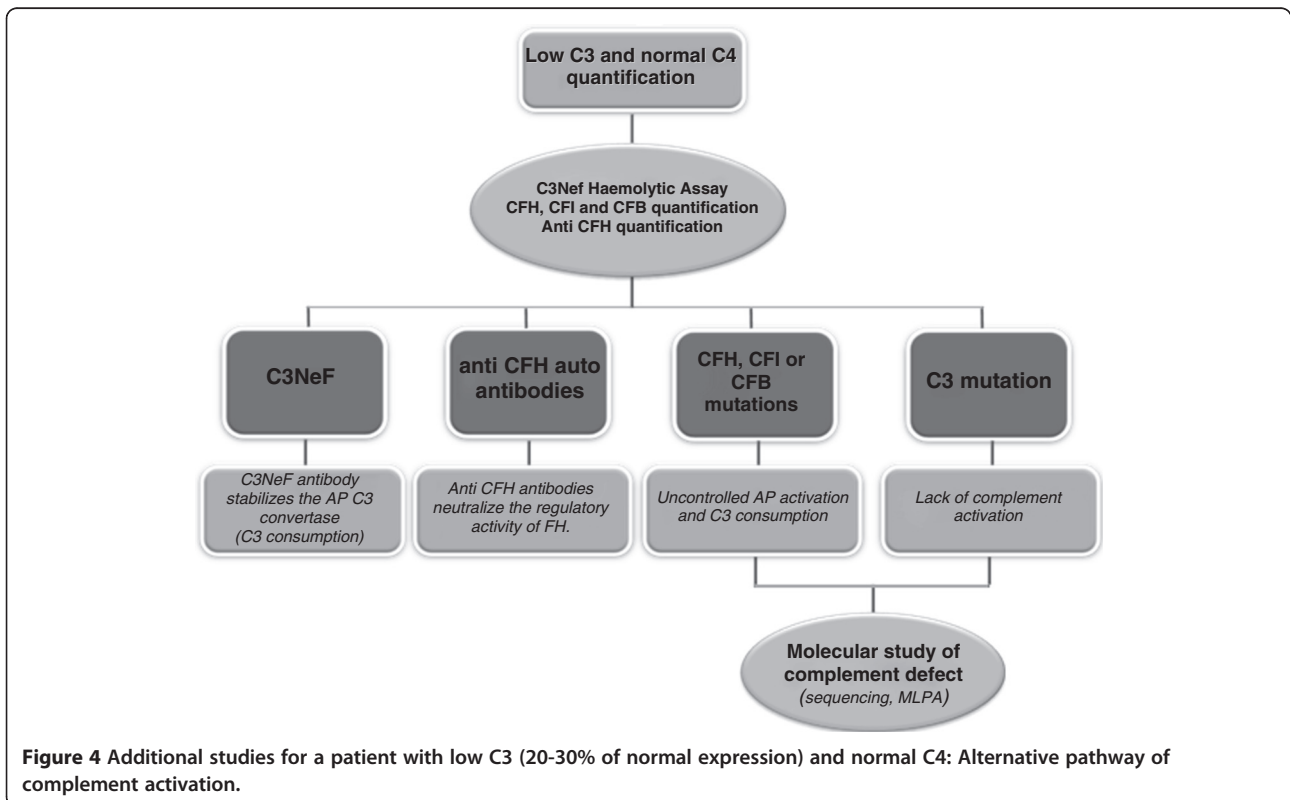 Low C3 and normal C4
quantification
C3Nef Haemolytic Assay
CFH, CFI and CFB quantification
Anti CFH quantification
C3NeF
anti CFH auto
antibodies
CFH, CFI or
CFB
mutations
C3 mutation
C3NeF antibody
stabilizes the AP C3
convertase
(C3 consumption)
Anti CFH antibodies
neutralize the regulatory
activity of FH.
Uncontrolled AP activation
and C3 consumption
Lack of complement
activation
Molecular study of
complement defect
(sequencing, MLPA)
Figure 4 Additional studies for a patient with low C3 (20-30% of normal expression) and normal C4: Alternative pathway of
complement activation.